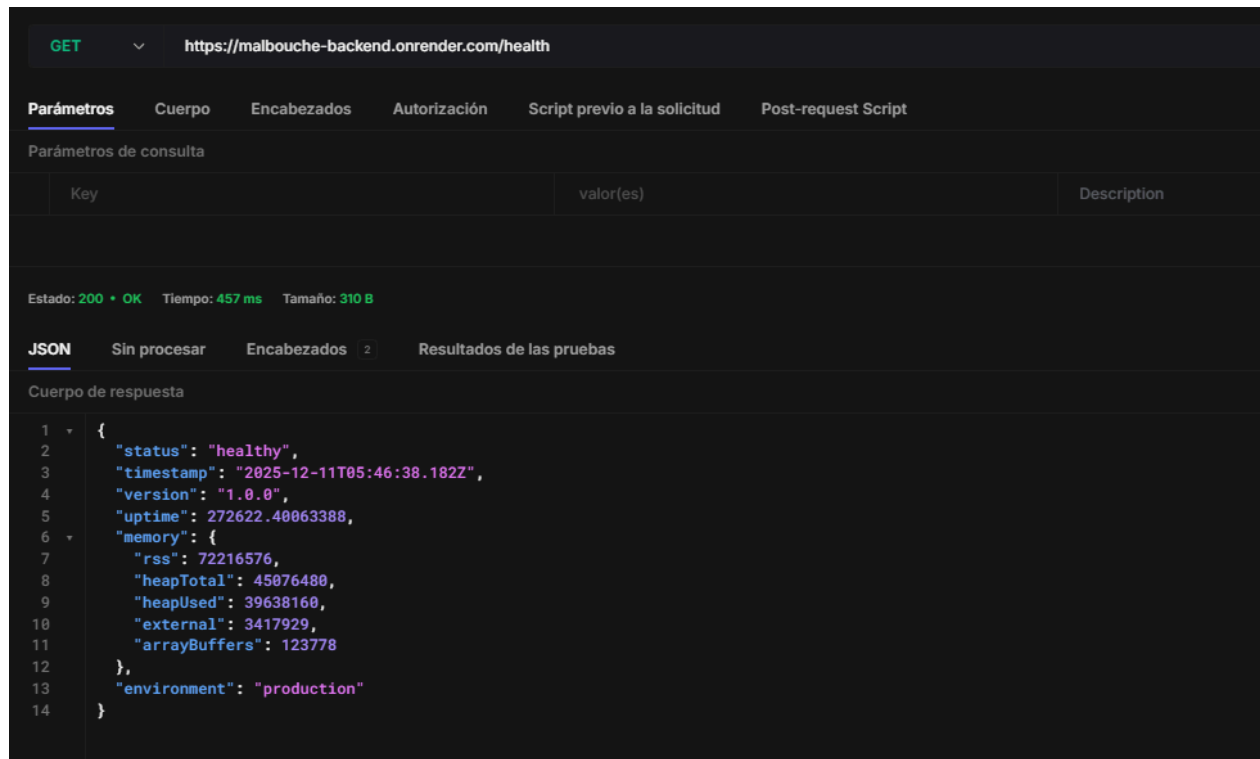 GET https://malbouche-backend.onrender.com/health
Parámetros Cuerpo Encabezados Autorización Script previo a la solicitud Post-request Script
Parámetros de consulta
Key valor(es) Description
Estado: 200 • OK Tiempo: 457 ms Tamaño: 310 B
JSON Sin procesar Encabezados 2 Resultados de las pruebas
Cuerpo de respuesta
1 {
2 "status": "healthy",
3 "timestamp": "2025-12-11T05:46:38.182Z",
4 "version": "1.0.0",
5 "uptime": 272622.40063388,
6 "memory": {
7 "rss": 72216576,
8 "heapTotal": 45076480,
9 "heapUsed": 39638160,
10 "external": 3417929,
11 "arrayBuffers": 123778
12 },
13 "environment": "production"
14 }